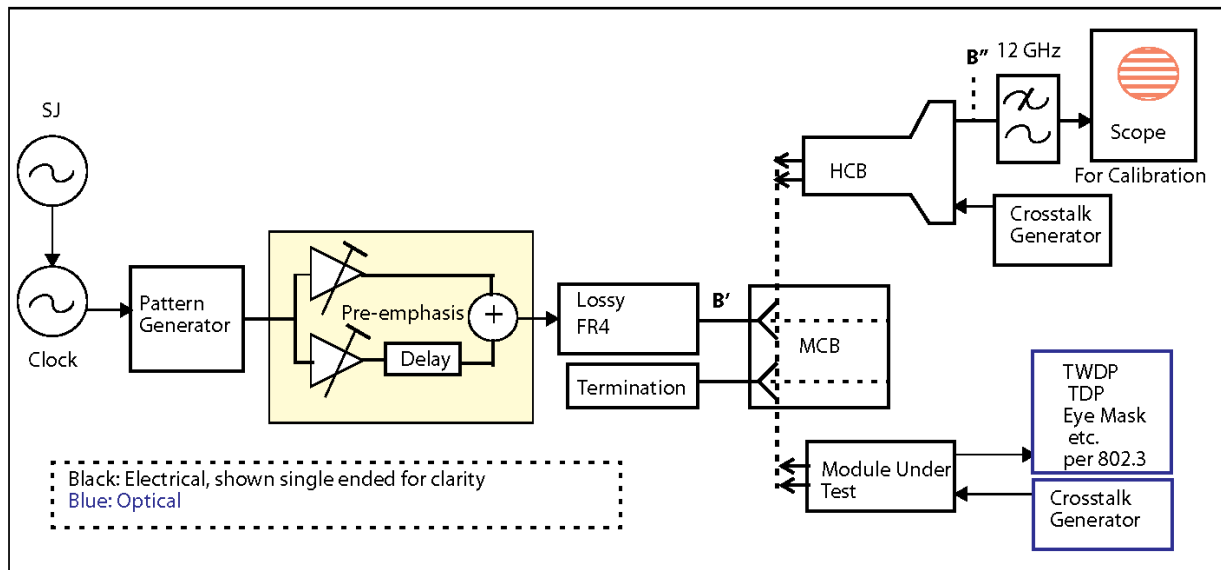 SJ
Clock
Pattern
Generator
Pre-emphasis
+
Delay
Lossy
FR4
B′
Termination
MCB
HCB
B″
12 GHz
Scope
For Calibration
Crosstalk
Generator
Module Under
Test
TWDP
TDP
Eye Mask
etc.
per 802.3
Crosstalk
Generator
Black: Electrical, shown single ended for clarity
Blue: Optical